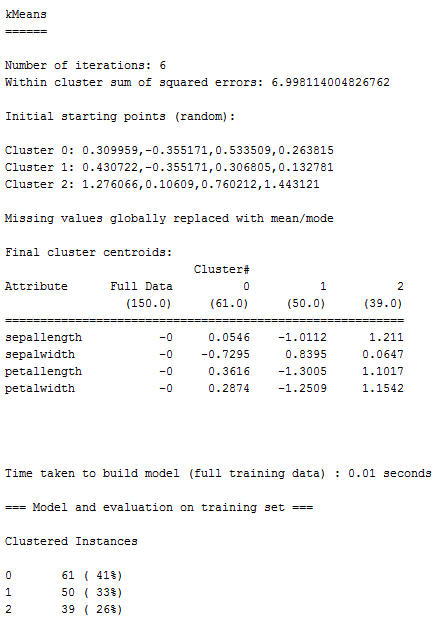 kMeans
======
Number of iterations: 6
Within cluster sum of squared errors: 6.998114004826762
Initial starting points (random):
Cluster 0: 0.309959,-0.355171,0.533509,0.263815
Cluster 1: 0.430722,-0.355171,0.306805,0.132781
Cluster 2: 1.276066,0.10609,0.760212,1.443121
Missing values globally replaced with mean/mode
Final cluster centroids:
Cluster#
Attribute Full Data 0 1 2
(150.0) (61.0) (50.0) (39.0)
============================================================
sepallength -0 0.0546 -1.0112 1.211
sepalwidth -0 -0.7295 0.8395 0.0647
petallength -0 0.3616 -1.3005 1.1017
petalwidth -0 0.2874 -1.2509 1.1542
Time taken to build model (full training data) : 0.01 seconds
=== Model and evaluation on training set ===
Clustered Instances
0 61 ( 41%)
1 50 ( 33%)
2 39 ( 26%)